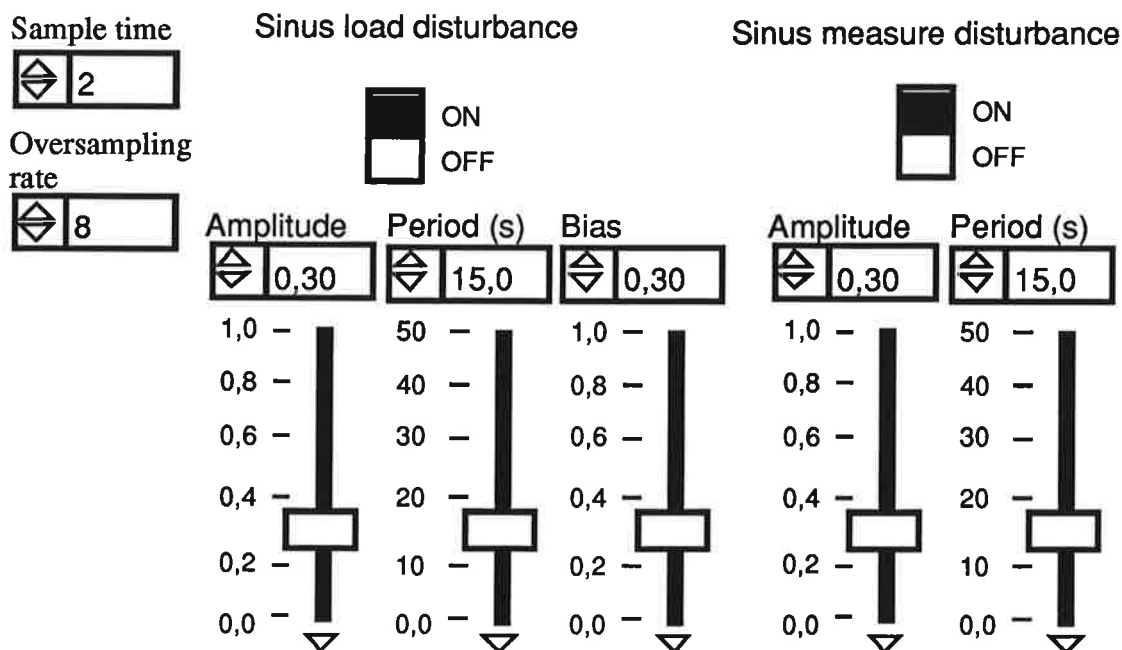 Sample time
2
Oversampling
rate
8
Sinus load disturbance
ON
OFF
Amplitude Period (s) Bias
0,30 15,0 0,30
1,0 50 1,0
0,8 40 0,8
0,6 30 0,6
0,4 20 0,4
0,2 10 0,2
0,0 0,0 0,0
Sinus measure disturbance
ON
OFF
Amplitude Period (s)
0,30 15,0
1,0 50
0,8 40
0,6 30
0,4 20
0,2 10
0,0 0,0